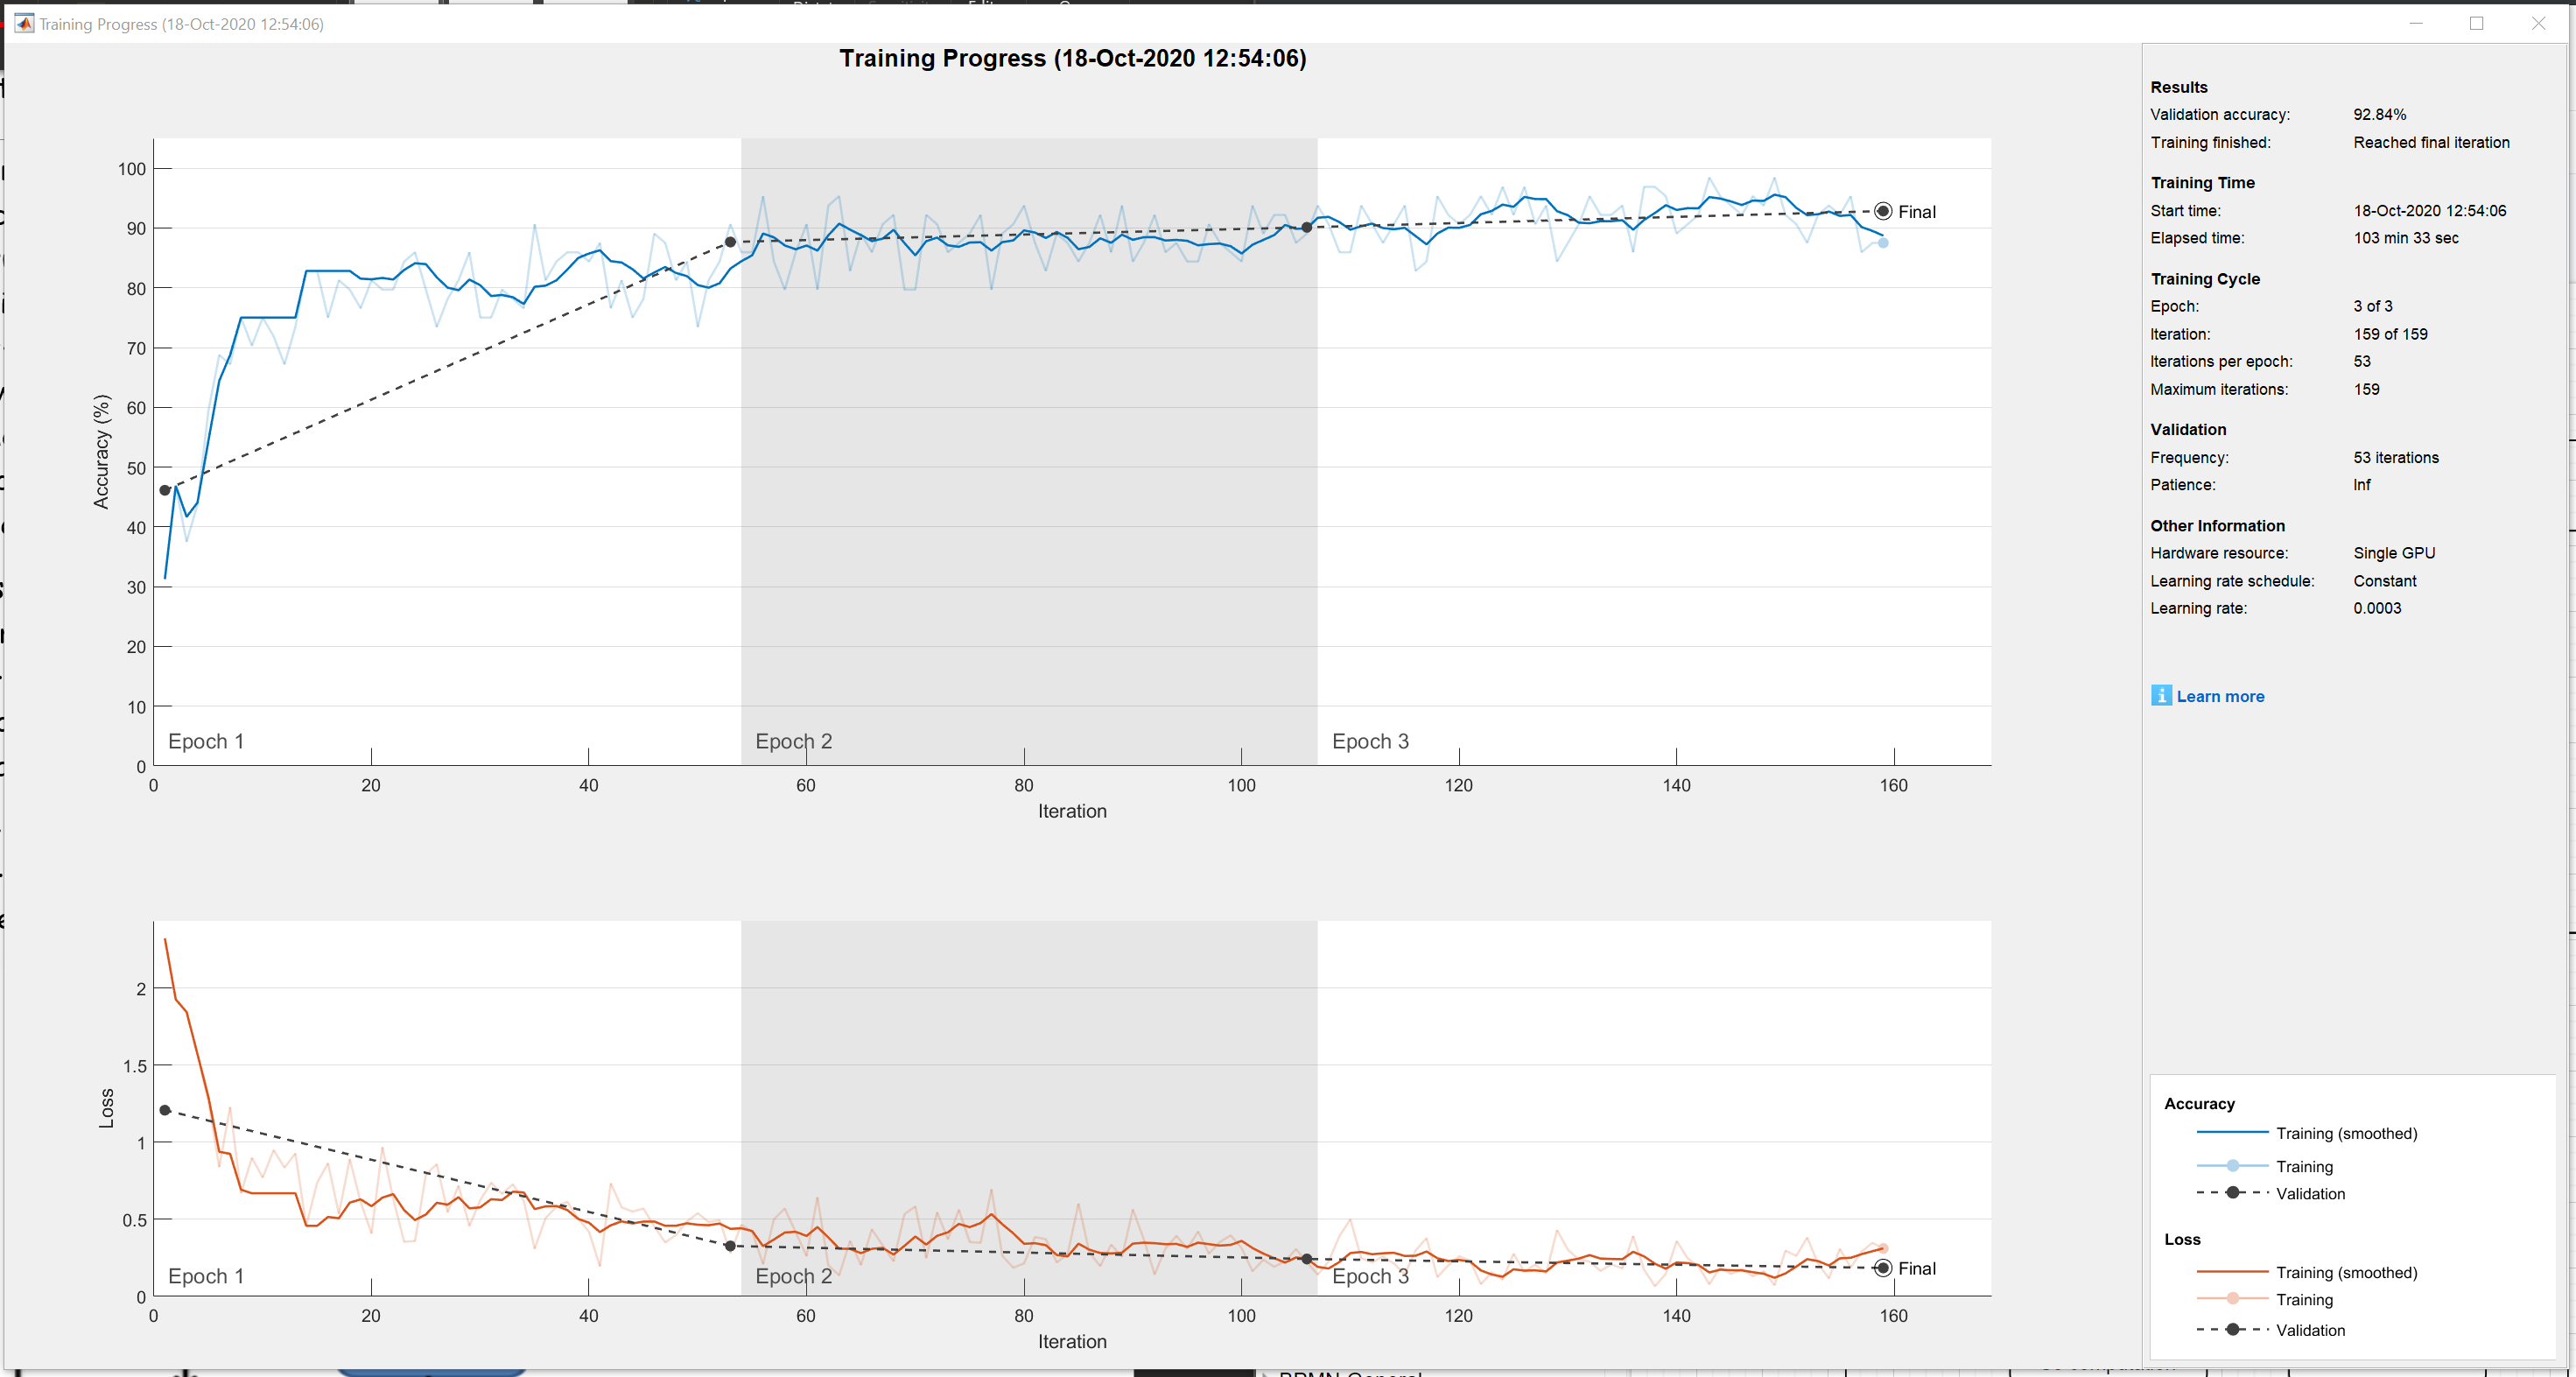 Training Progress (18-Oct-2020 12:54:06)
Training Progress (18-Oct-2020 12:54:06)
100
90
80
70
60
50
40
30
20
10
0
Accuracy (%)
Epoch 1
Epoch 2
Epoch 3
Final
0 20 40 60 80 100 120 140 160
Iteration
2
1.5
1
0.5
0
Loss
Epoch 1
Epoch 2
Epoch 3
Final
0 20 40 60 80 100 120 140 160
Iteration
Results
Validation accuracy: 92.84%
Training finished: Reached final iteration
Training Time
Start time: 18-Oct-2020 12:54:06
Elapsed time: 103 min 33 sec
Training Cycle
Epoch: 3 of 3
Iteration: 159 of 159
Iterations per epoch: 53
Maximum iterations: 159
Validation
Frequency: 53 iterations
Patience: Inf
Other Information
Hardware resource: Single GPU
Learning rate schedule: Constant
Learning rate: 0.0003
i Learn more
Accuracy
Training (smoothed)
Training
Validation
Loss
Training (smoothed)
Training
Validation